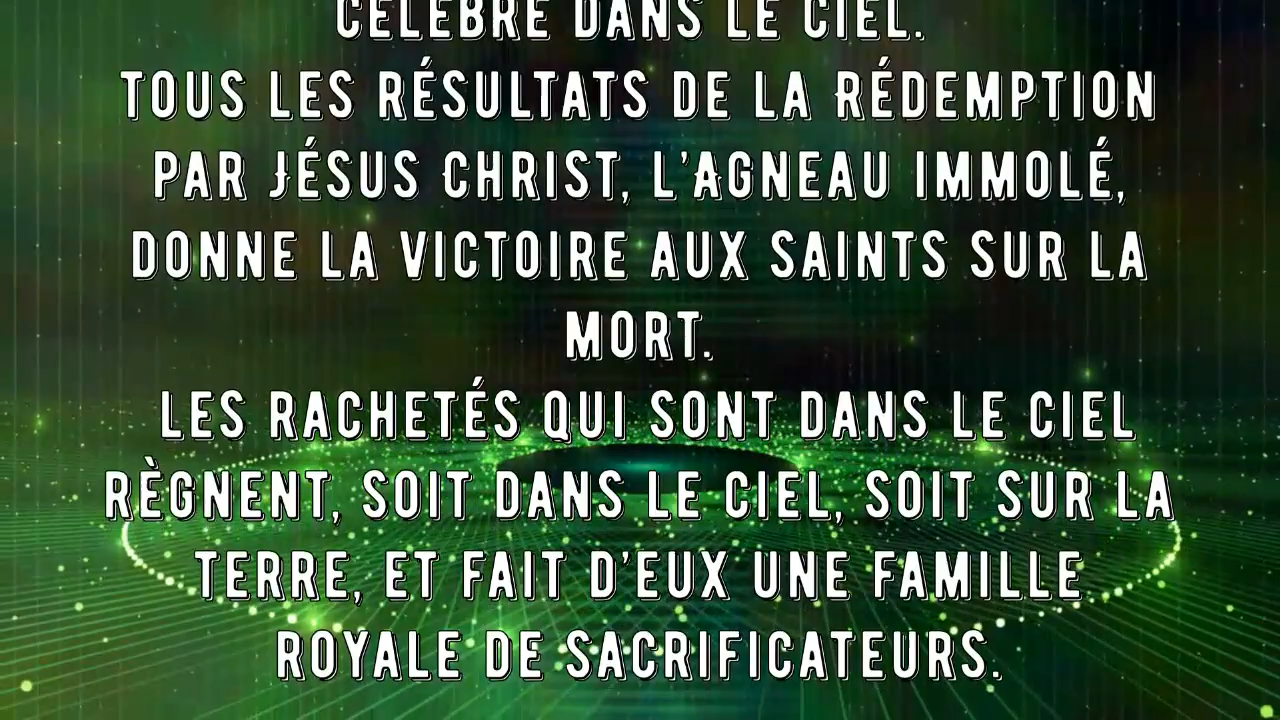 CÉLÈBRE DANS LE CIEL.
TOUS LES RÉSULTATS DE LA RÉDEMPTION
PAR JÉSUS CHRIST, L'AGNEAU IMMOLÉ,
DONNE LA VICTOIRE AUX SAINTS SUR LA
MORT.
LES RACHETÉS QUI SONT DANS LE CIEL
RÈGNENT, SOIT DANS LE CIEL, SOIT SUR LA
TERRE, ET FAIT D'EUX UNE FAMILLE
ROYALE DE SACRIFICATEURS.